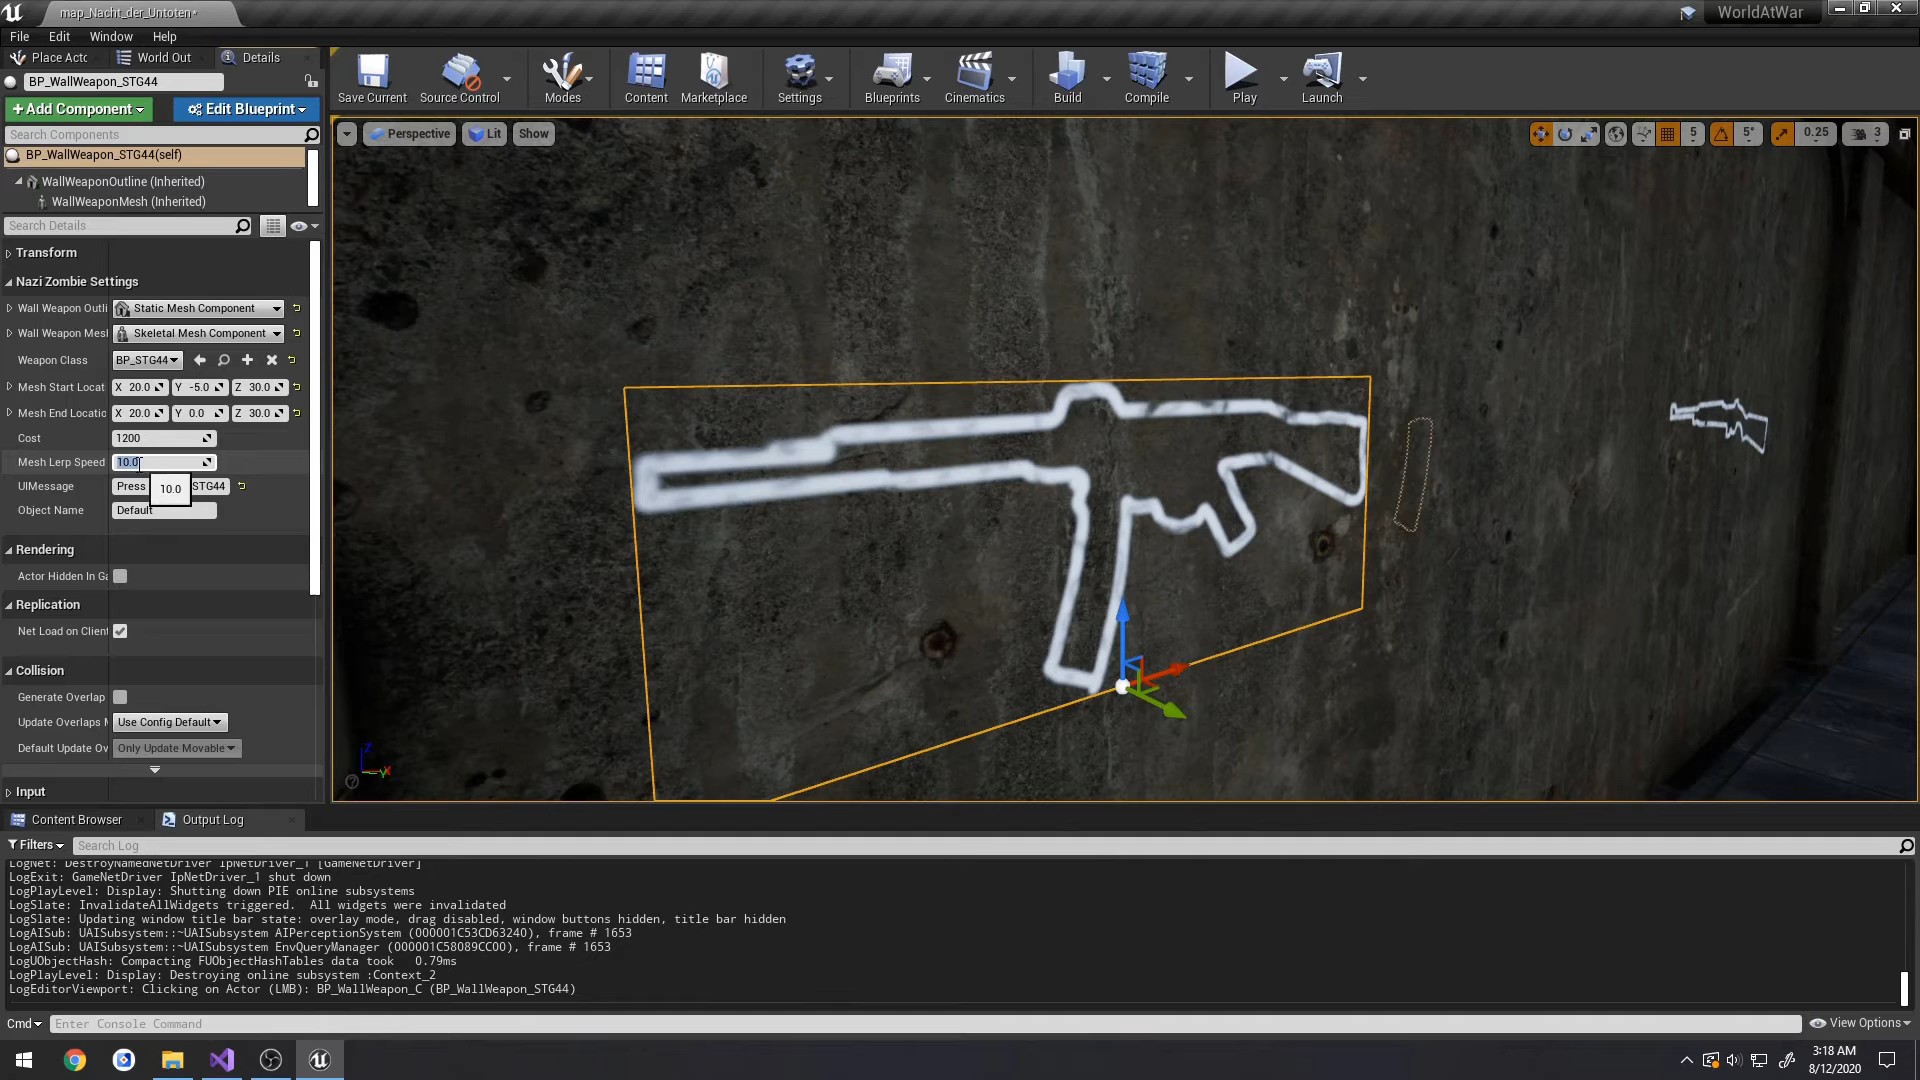 map_Nacht_der_Untoten*
WorldAtWar
File Edit Window Help
Place Actc World Out Details
BP_WallWeapon_STG44
+Add Component Edit Blueprint
Search Components
BP_WallWeapon_STG44(self)
WallWeaponOutline (Inherited)
WallWeaponMesh (Inherited)
Search Details
Transform
Nazi Zombie Settings
Wall Weapon Outli Static Mesh Component
Wall Weapon Mesl Skeletal Mesh Component
Weapon Class BP_STG44
Mesh Start Locat X 20.0 Y -5.0 Z 30.0
Mesh End Locatio X 20.0 Y 0.0 Z 30.0
Cost 1200
Mesh Lerp Speed 10.0
UIMessage Press STG44
10.0
Object Name Default
Rendering
Actor Hidden In Ga
Replication
Net Load on Client
Collision
Generate Overlap
Update Overlaps M Use Config Default
Default Update Ov Only Update Movable
Input
Save Current Source Control Modes Content Marketplace Settings Blueprints Cinematics Build Compile Play Launch
Perspective Lit Show
5 5° 0.25 3
Content Browser Output Log
Filters Search Log
LogNet: DestroyNamedNetDriver IpNetDriver_1 [GameNetDriver]
LogExit: GameNetDriver IpNetDriver_1 shut down
LogPlayLevel: Display: Shutting down PIE online subsystems
LogSlate: InvalidateAllWidgets triggered. All widgets were invalidated
LogSlate: Updating window title bar state: overlay mode, drag disabled, window buttons hidden, title bar hidden
LogAISub: UAISubsystem::~UAISubsystem AIPerceptionSystem (000001C53CD63240), frame # 1653
LogAISub: UAISubsystem::~UAISubsystem EnvQueryManager (000001C58089CC00), frame # 1653
LogUObjectHash: Compacting FUObjectHashTables data took 0.79ms
LogPlayLevel: Display: Destroying online subsystem :Context_2
LogEditorViewport: Clicking on Actor (LMB): BP_WallWeapon_C (BP_WallWeapon_STG44)
Cmd Enter Console Command View Options
3:18 AM
8/12/2020